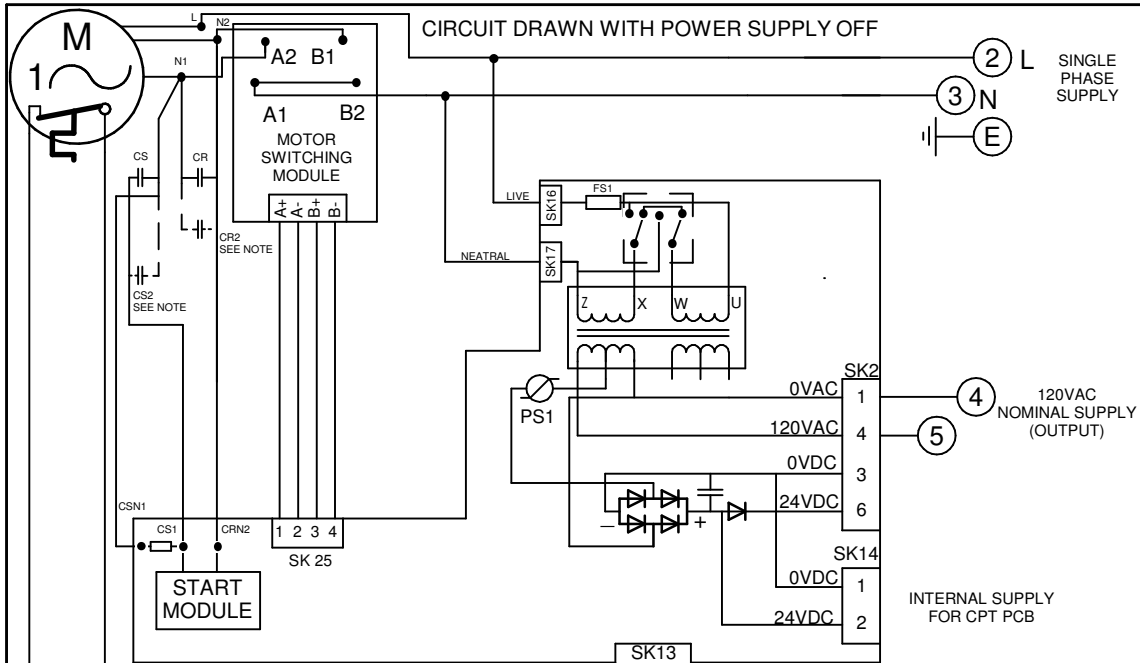 CIRCUIT DRAWN WITH POWER SUPPLY OFF
M
1
L
N2
N1
A2 B1
A1 B2
MOTOR
SWITCHING
MODULE
A+ A- B+ B-
2 L
3 N
E
SINGLE
PHASE
SUPPLY
CS
CR
CR2
SEE NOTE
CS2
SEE NOTE
LIVE
SK16
FS1
NEATRAL
SK17
Z X W U
PS1
SK2
0VAC 1
120VAC 4
0VDC 3
24VDC 6
4
5
120VAC
NOMINAL SUPPLY
(OUTPUT)
– +
SK14
0VDC 1
24VDC 2
INTERNAL SUPPLY
FOR CPT PCB
CSN1
CS1
CRN2
1 2 3 4
SK 25
START
MODULE
SK13